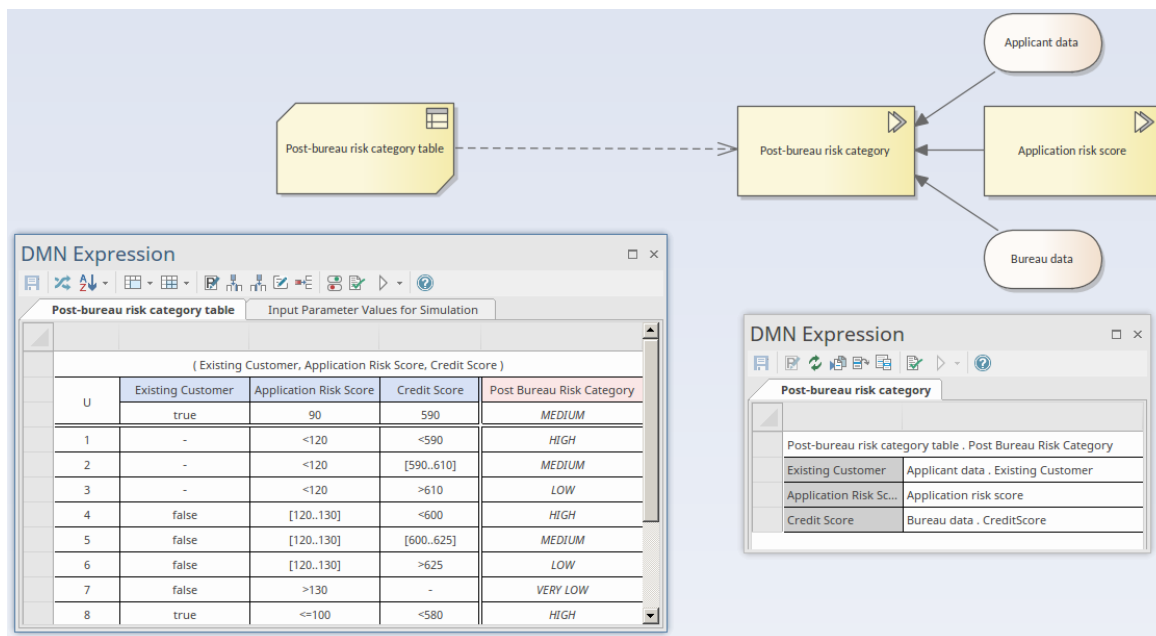 Applicant data
Post-bureau risk category table
Post-bureau risk category
Application risk score
Bureau data
DMN Expression
Post-bureau risk category table
Input Parameter Values for Simulation
( Existing Customer, Application Risk Score, Credit Score )
U Existing Customer Application Risk Score Credit Score Post Bureau Risk Category
true 90 590 MEDIUM
1 - <120 <590 HIGH
2 - <120 [590..610] MEDIUM
3 - <120 >610 LOW
4 false [120..130] <600 HIGH
5 false [120..130] [600..625] MEDIUM
6 false [120..130] >625 LOW
7 false >130 - VERY LOW
8 true <=100 <580 HIGH
DMN Expression
Post-bureau risk category
Post-bureau risk category table . Post Bureau Risk Category
Existing Customer Applicant data . Existing Customer
Application Risk Sc... Application risk score
Credit Score Bureau data . CreditScore